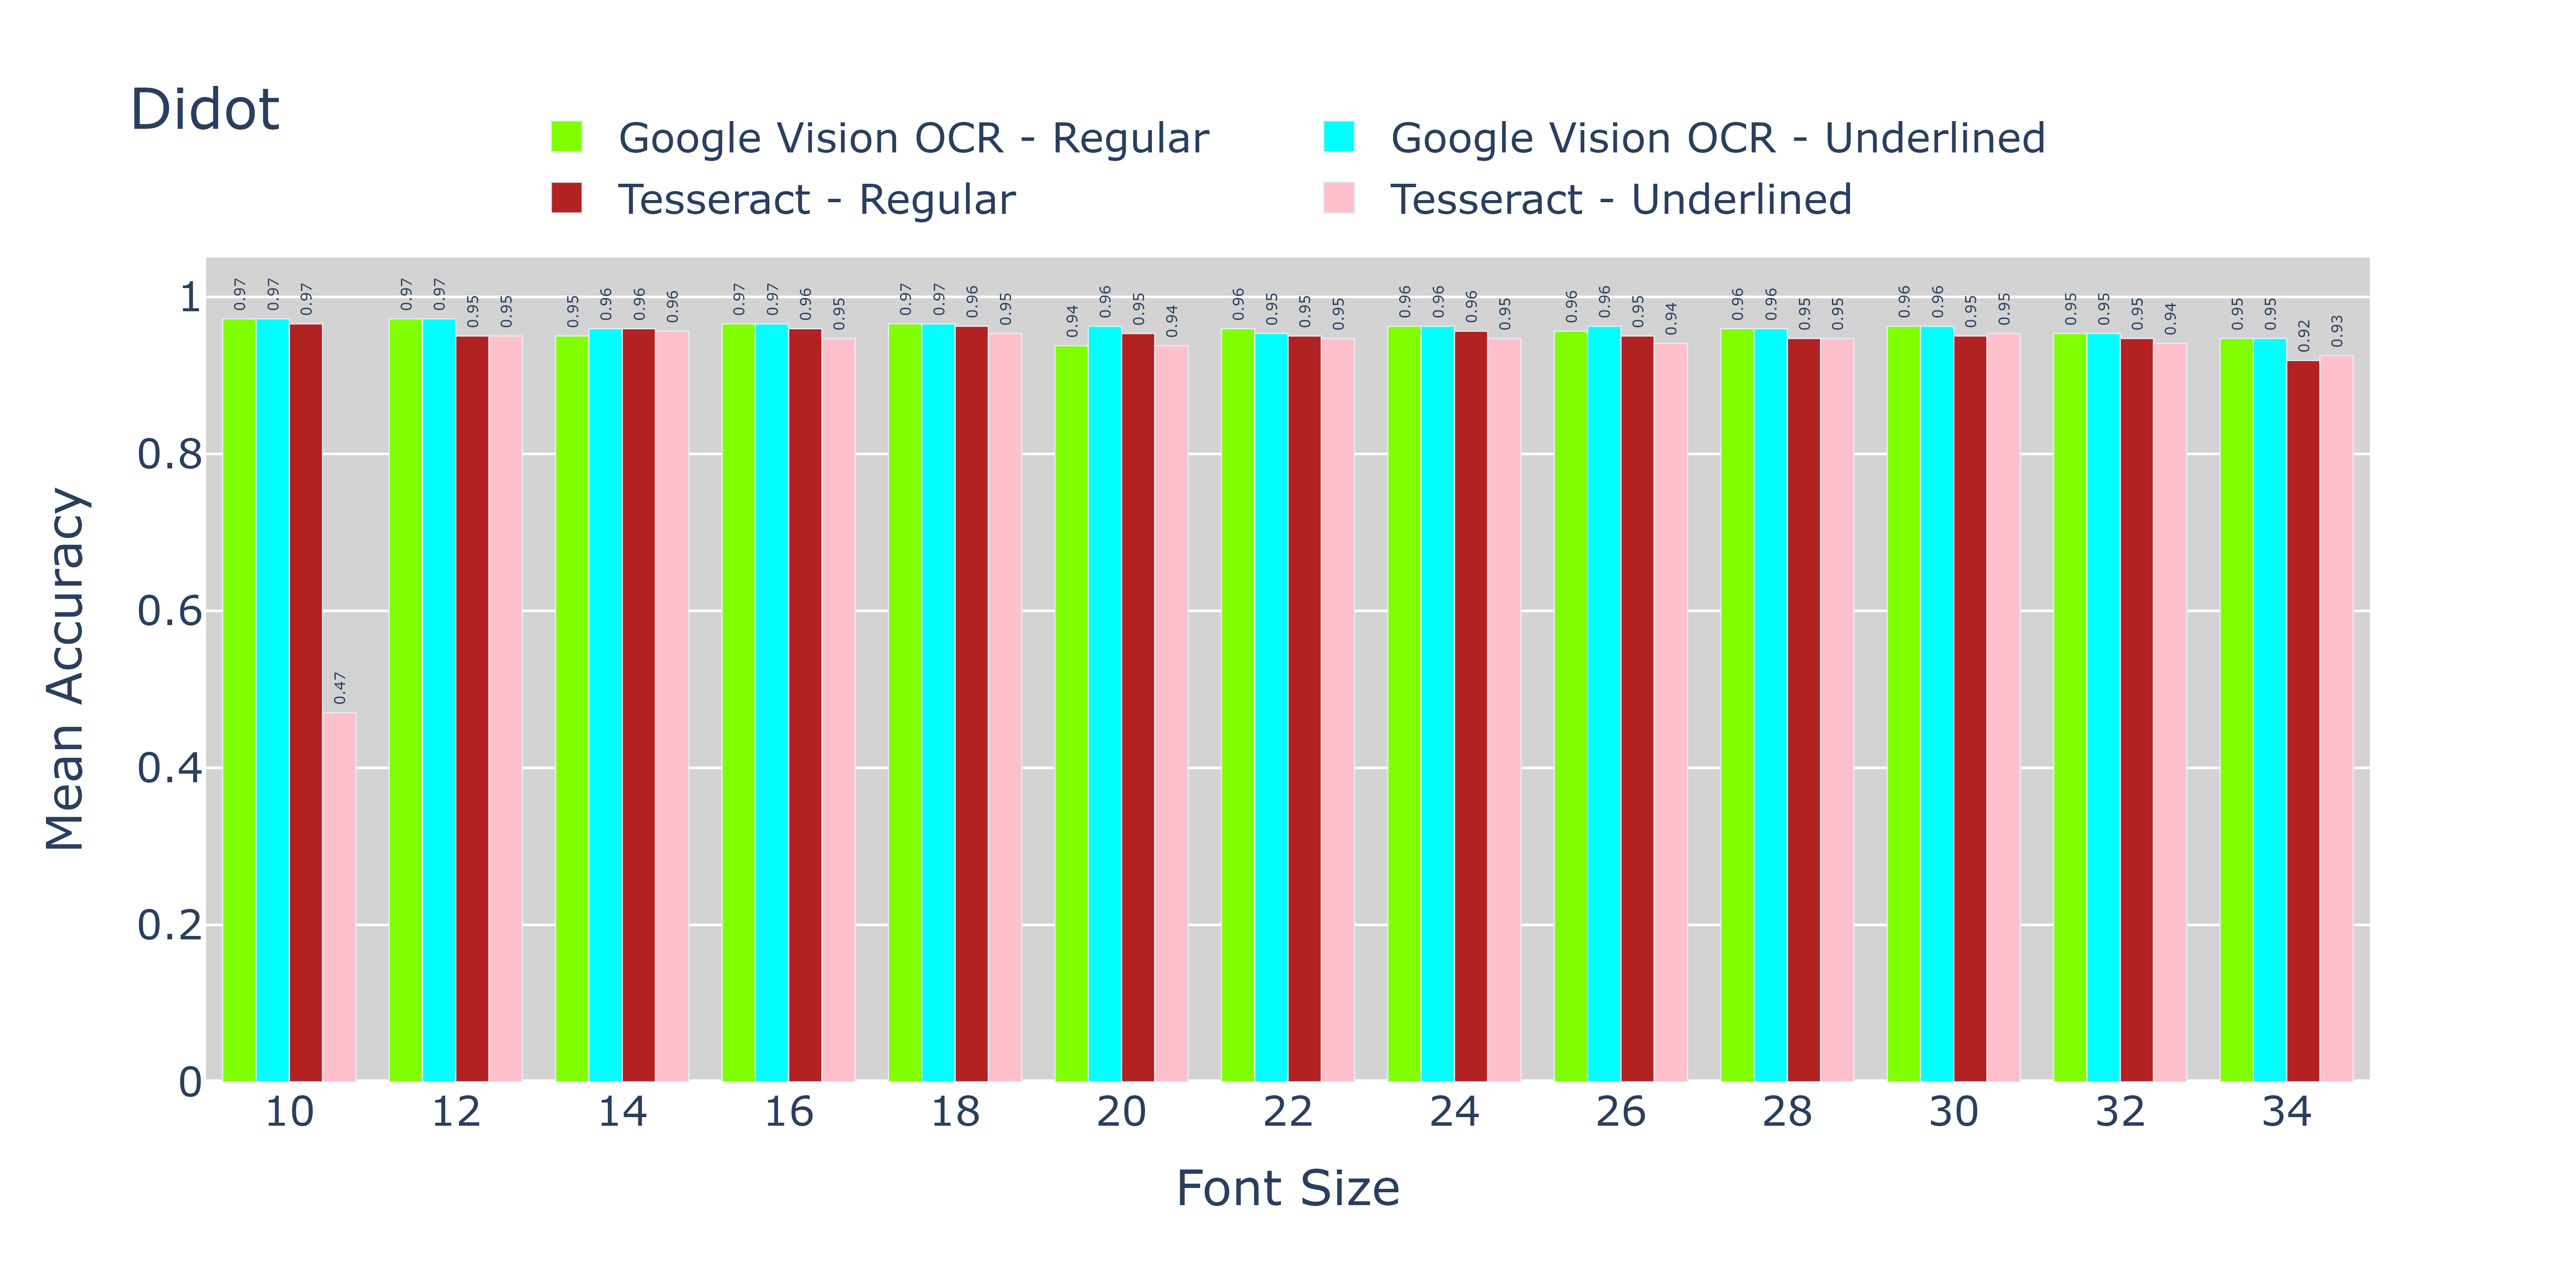 Didot
Google Vision OCR - Regular
Google Vision OCR - Underlined
Tesseract - Regular
Tesseract - Underlined
Mean Accuracy
1
0.8
0.6
0.4
0.2
0
0.97 0.97 0.97 0.47
0.97 0.97 0.95 0.95
0.95 0.96 0.96 0.96
0.97 0.97 0.96 0.95
0.97 0.97 0.96 0.95
0.94 0.96 0.95 0.94
0.96 0.95 0.95 0.95
0.96 0.96 0.96 0.95
0.96 0.96 0.95 0.94
0.96 0.96 0.95 0.95
0.96 0.96 0.95 0.95
0.95 0.95 0.95 0.94
0.95 0.95 0.92 0.93
10 12 14 16 18 20 22 24 26 28 30 32 34
Font Size